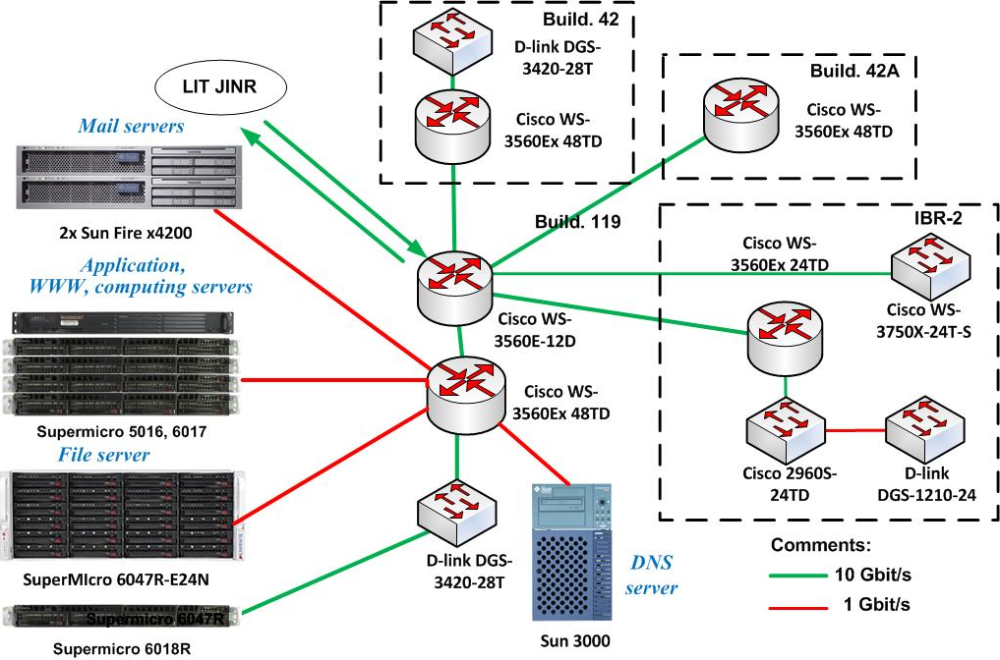 Build. 42
D-link DGS-
3420-28T
Cisco WS-
3560Ex 48TD
Build. 42A
Cisco WS-
3560Ex 48TD
LIT JINR
Mail servers
2x Sun Fire x4200
Build. 119
Application,
WWW, computing servers
Supermicro 5016, 6017
Cisco WS-
3560E-12D
Cisco WS-
3560Ex 48TD
IBR-2
Cisco WS-
3560Ex 24TD
Cisco WS-
3750X-24T-S
Cisco 2960S-
24TD
D-link
DGS-1210-24
File server
SuperMIcro 6047R-E24N
Supermicro 6047R
Supermicro 6018R
D-link DGS-
3420-28T
DNS
server
Sun 3000
Comments:
10 Gbit/s
1 Gbit/s